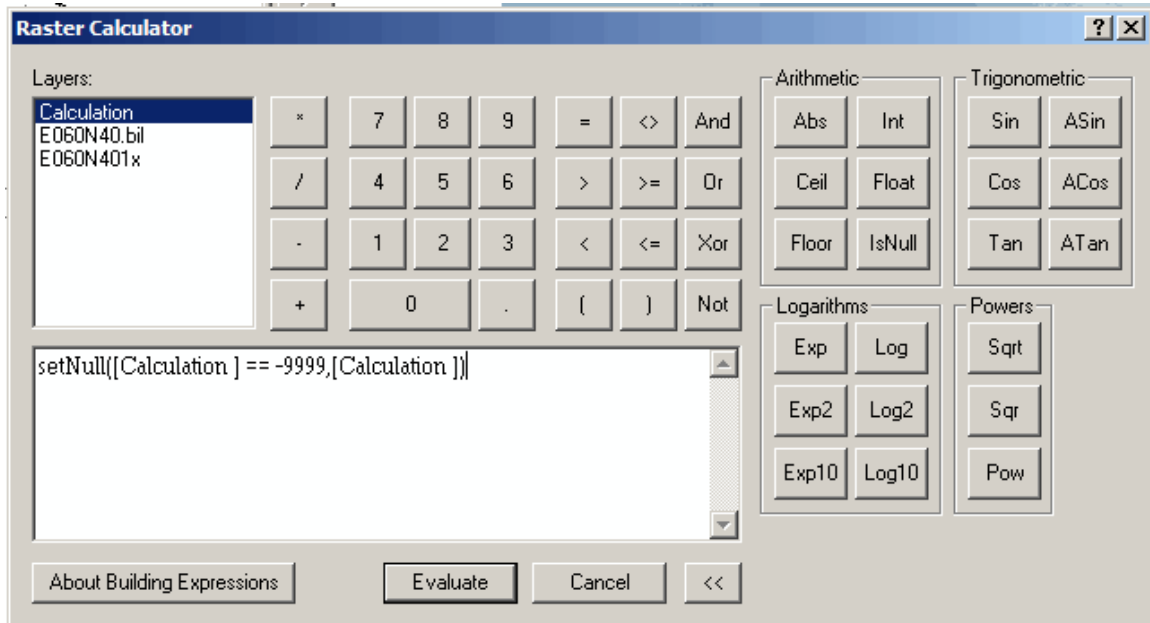 Raster Calculator
? X
Layers:
Calculation
E060N40.bil
E060N401x
* 7 8 9 = <> And
/ 4 5 6 > >= Or
- 1 2 3 < <= Xor
+ 0 . ( ) Not
setNull([Calculation ] == -9999,[Calculation ])
Arithmetic
Abs Int
Ceil Float
Floor IsNull
Trigonometric
Sin ASin
Cos ACos
Tan ATan
Logarithms
Exp Log
Exp2 Log2
Exp10 Log10
Powers
Sqrt
Sqr
Pow
About Building Expressions Evaluate Cancel <<